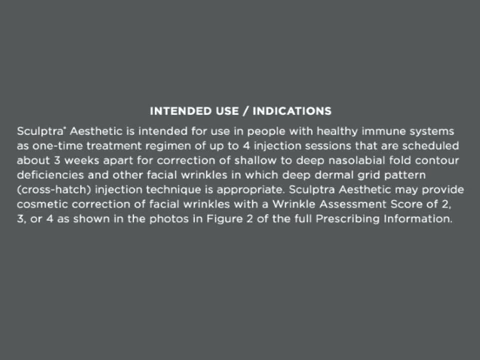 INTENDED USE / INDICATIONS
Sculptra® Aesthetic is intended for use in people with healthy immune systems
as one-time treatment regimen of up to 4 injection sessions that are scheduled
about 3 weeks apart for correction of shallow to deep nasolabial fold contour
deficiencies and other facial wrinkles in which deep dermal grid pattern
(cross-hatch) injection technique is appropriate. Sculptra Aesthetic may provide
cosmetic correction of facial wrinkles with a Wrinkle Assessment Score of 2,
3, or 4 as shown in the photos in Figure 2 of the full Prescribing Information.